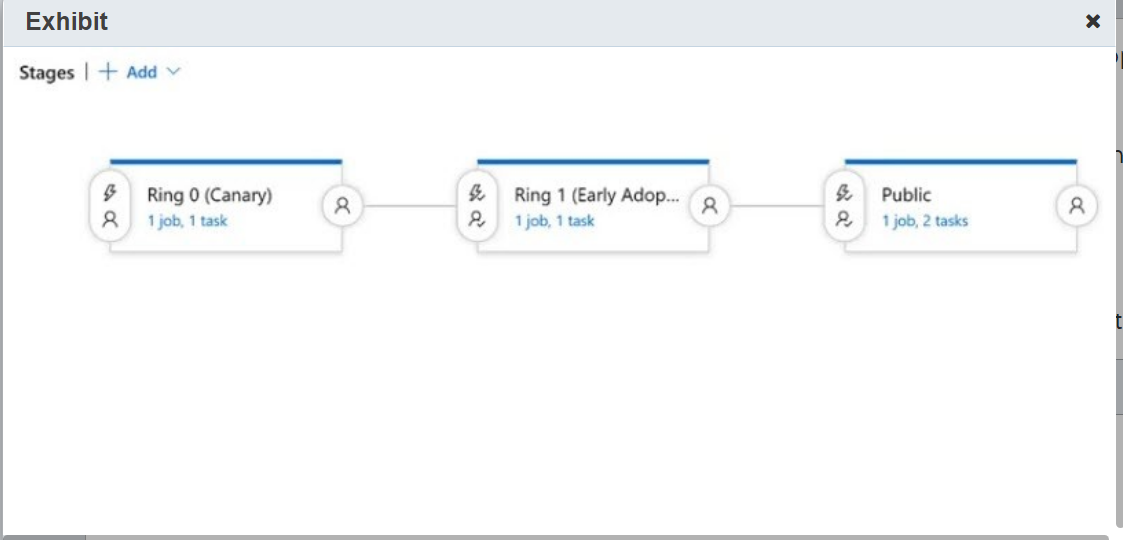 Exhibit
Stages | + Add
Ring 0 (Canary)
1 job, 1 task
Ring 1 (Early Adop...
1 job, 1 task
Public
1 job, 2 tasks